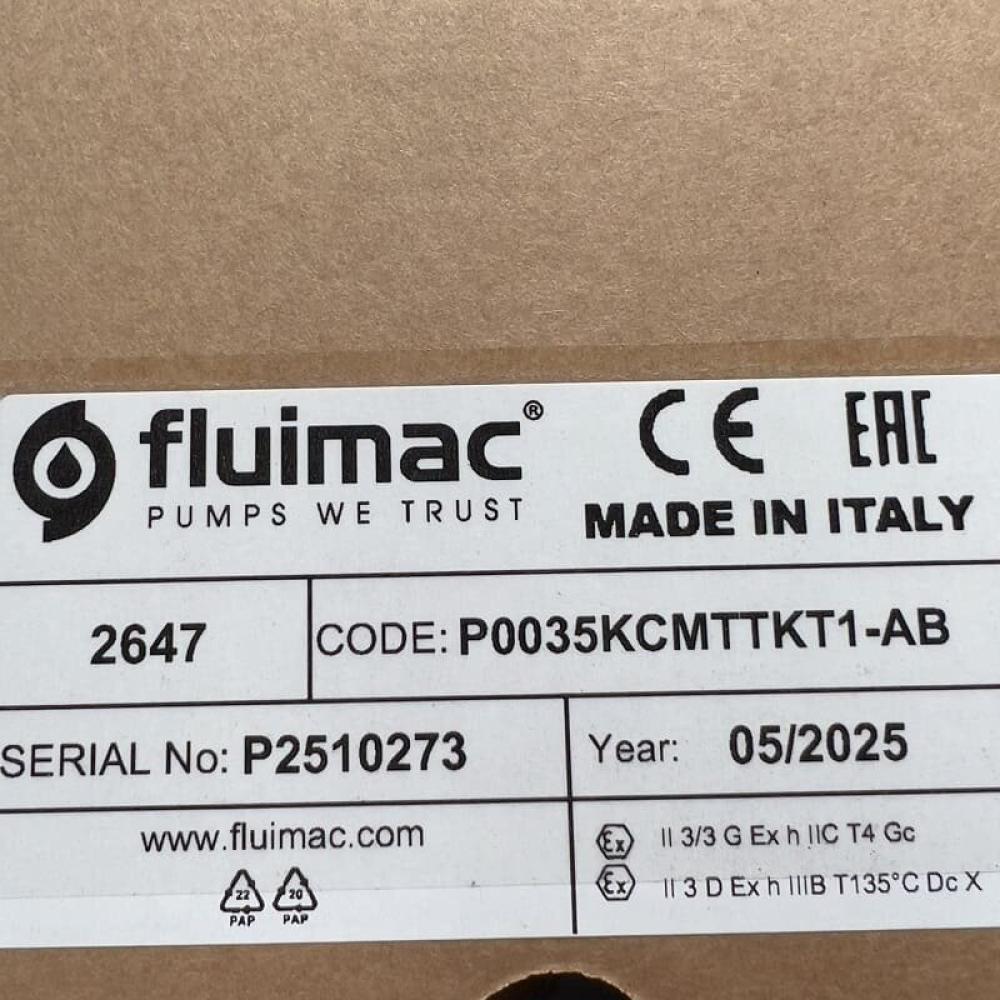 fluimac®
PUMPS WE TRUST
CE EAC
MADE IN ITALY
2647
CODE: P0035KCMTTKT1-AB
SERIAL No: P2510273
Year: 05/2025
www.fluimac.com
22 PAP
20 PAP
Ex II 3/3 G Ex h IIC T4 Gc
Ex II 3 D Ex h IIIB T135°C Dc X